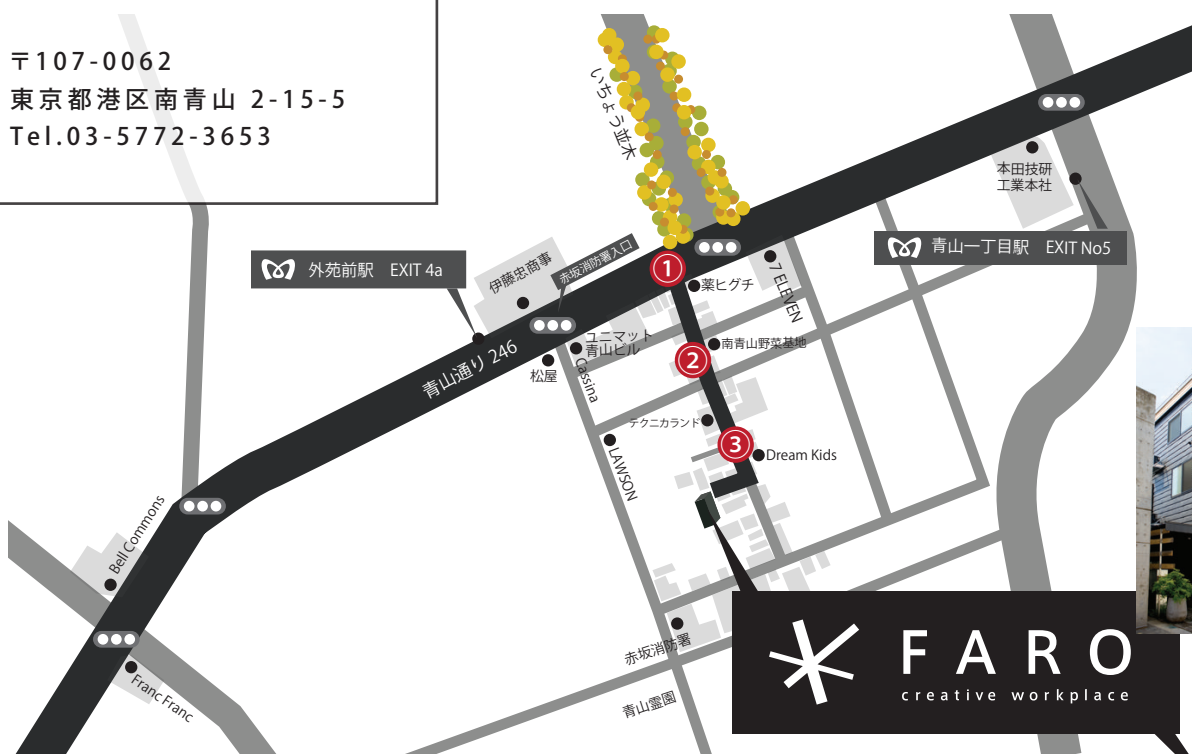 〒107-0062
東京都港区南青山 2-15-5
Tel.03-5772-3653
いちょう並木
本田技研
工業本社
青山一丁目駅 EXIT No5
外苑前駅 EXIT 4a
伊藤忠商事
赤坂消防署入口
1
薬ヒグチ
7 ELEVEN
青山通り 246
松屋
ユニマット
青山ビル
Cassina
南青山野菜基地
2
テクニカランド
3
Dream Kids
LAWSON
Bell Commons
Franc Franc
赤坂消防署
青山霊園
FARO
creative workplace